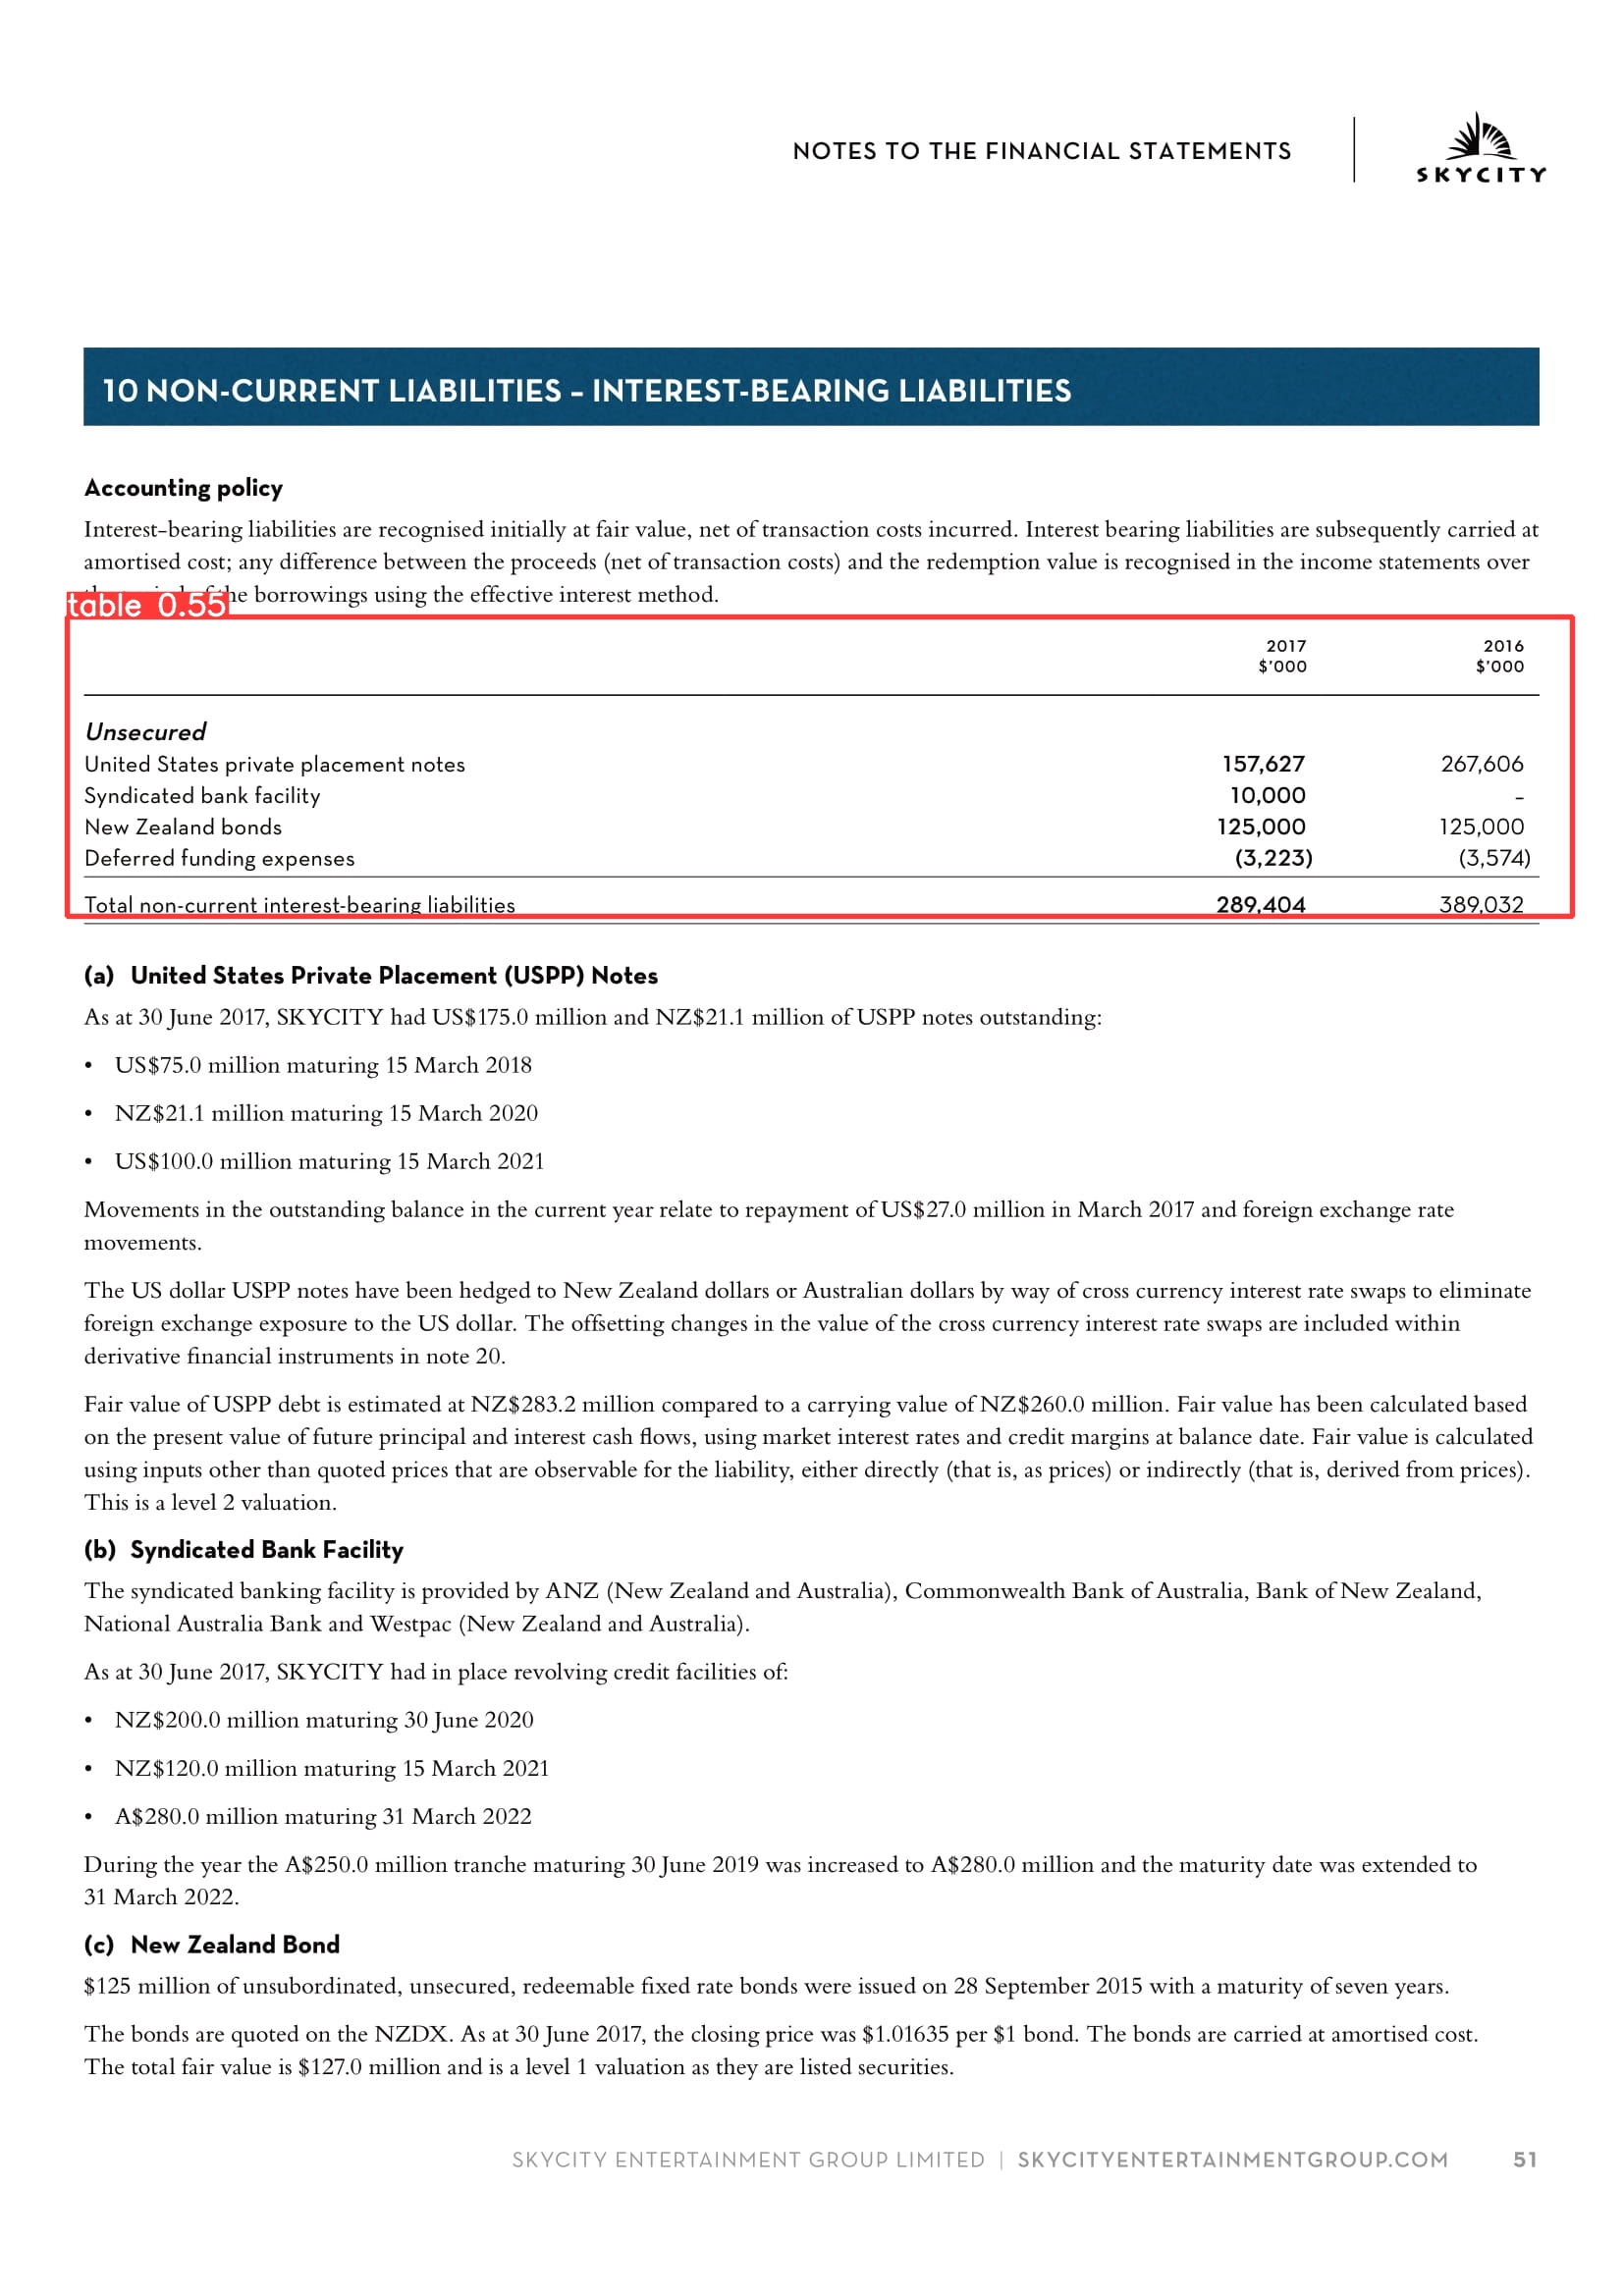 NOTES TO THE FINANCIAL STATEMENTS
SKYCITY
10 NON-CURRENT LIABILITIES – INTEREST-BEARING LIABILITIES
Accounting policy
Interest-bearing liabilities are recognised initially at fair value, net of transaction costs incurred. Interest bearing liabilities are subsequently carried at
amortised cost; any difference between the proceeds (net of transaction costs) and the redemption value is recognised in the income statements over
borrowings using the effective interest method.
table 0.55
2017 2016
$'000 $'000
Unsecured
United States private placement notes 157,627 267,606
Syndicated bank facility 10,000 –
New Zealand bonds 125,000 125,000
Deferred funding expenses (3,223) (3,574)
Total non-current interest-bearing liabilities 289,404 389,032
(a) United States Private Placement (USPP) Notes
As at 30 June 2017, SKYCITY had US$175.0 million and NZ$21.1 million of USPP notes outstanding:
• US$75.0 million maturing 15 March 2018
• NZ$21.1 million maturing 15 March 2020
• US$100.0 million maturing 15 March 2021
Movements in the outstanding balance in the current year relate to repayment of US$27.0 million in March 2017 and foreign exchange rate
movements.
The US dollar USPP notes have been hedged to New Zealand dollars or Australian dollars by way of cross currency interest rate swaps to eliminate
foreign exchange exposure to the US dollar. The offsetting changes in the value of the cross currency interest rate swaps are included within
derivative financial instruments in note 20.
Fair value of USPP debt is estimated at NZ$283.2 million compared to a carrying value of NZ$260.0 million. Fair value has been calculated based
on the present value of future principal and interest cash flows, using market interest rates and credit margins at balance date. Fair value is calculated
using inputs other than quoted prices that are observable for the liability, either directly (that is, as prices) or indirectly (that is, derived from prices).
This is a level 2 valuation.
(b) Syndicated Bank Facility
The syndicated banking facility is provided by ANZ (New Zealand and Australia), Commonwealth Bank of Australia, Bank of New Zealand,
National Australia Bank and Westpac (New Zealand and Australia).
As at 30 June 2017, SKYCITY had in place revolving credit facilities of:
• NZ$200.0 million maturing 30 June 2020
• NZ$120.0 million maturing 15 March 2021
• A$280.0 million maturing 31 March 2022
During the year the A$250.0 million tranche maturing 30 June 2019 was increased to A$280.0 million and the maturity date was extended to
31 March 2022.
(c) New Zealand Bond
$125 million of unsubordinated, unsecured, redeemable fixed rate bonds were issued on 28 September 2015 with a maturity of seven years.
The bonds are quoted on the NZDX. As at 30 June 2017, the closing price was $1.01635 per $1 bond. The bonds are carried at amortised cost.
The total fair value is $127.0 million and is a level 1 valuation as they are listed securities.
SKYCITY ENTERTAINMENT GROUP LIMITED | SKYCITYENTERTAINMENTGROUP.COM 51